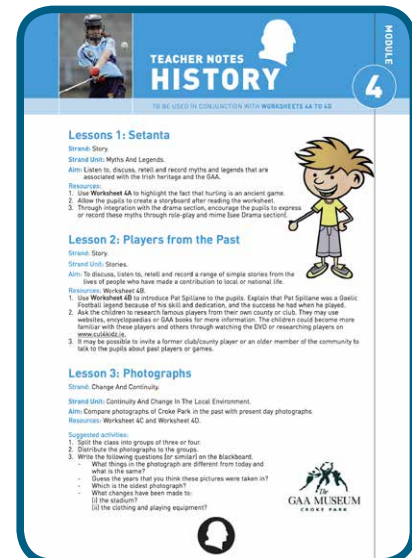 MODULE
4
TEACHER NOTES
HISTORY
TO BE USED IN CONJUNCTION WITH WORKSHEETS 4A TO 4D
Lessons 1: Setanta
Strand: Story.
Strand Unit: Myths And Legends.
Aim: Listen to, discuss, retell and record myths and legends that are
associated with the Irish heritage and the GAA.
Resources:
1. Use Worksheet 4A to highlight the fact that hurling is an ancient game.
2. Allow the pupils to create a storyboard after reading the worksheet.
3. Through integration with the drama section, encourage the pupils to express
or record these myths through role-play and mime (see Drama section).
Lesson 2: Players from the Past
Strand: Story.
Strand Unit: Stories.
Aim: To discuss, listen to, retell and record a range of simple stories from the
lives of people who have made a contribution to local or national life.
Resources: Worksheet 4B.
1. Use Worksheet 4B to introduce Pat Spillane to the pupils. Explain that Pat Spillane was a Gaelic
Football legend because of his skill and dedication, and the success he had when he played.
2. Ask the children to research famous players from their own county or club. They may use
websites, encyclopaedias or GAA books for more information. The children could become more
familiar with these players and others through watching the DVD or researching players on
www.cul4kidz.ie.
3. It may be possible to invite a former club/county player or an older member of the community to
talk to the pupils about past players or games.
Lesson 3: Photographs
Strand: Change And Continuity.
Strand Unit: Continuity And Change In The Local Environment.
Aim: Compare photographs of Croke Park in the past with present day photographs
Resources: Worksheet 4C and Worksheet 4D.
Suggested activities:
1. Split the class into groups of three or four.
2. Distribute the photographs to the groups.
3. Write the following questions (or similar) on the blackboard.
- What things in the photograph are different from today and
what is the same?
- Guess the years that you think these pictures were taken in?
- Which is the oldest photograph?
- What changes have been made to:
(i) the stadium?
(ii) the clothing and playing equipment?
The
GAA MUSEUM
CROKE PARK